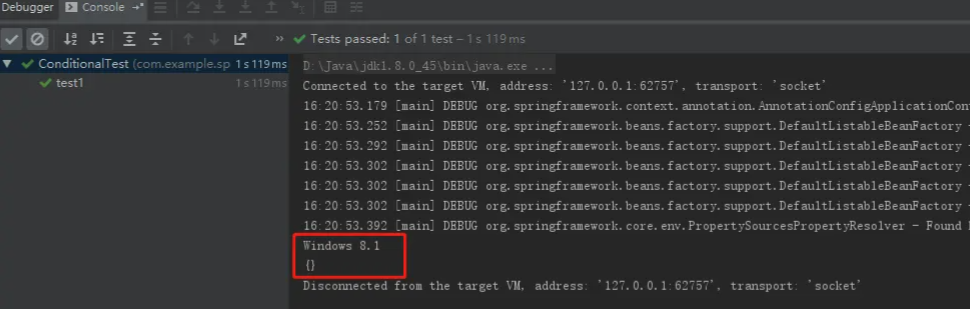 Debugger Console
Tests passed: 1 of 1 test – 1 s 119 ms
ConditionalTest (com.example.sp 1 s 119 ms
test1 1 s 119 ms
D:\Java\jdk1.8.0_45\bin\java.exe ...
Connected to the target VM, address: '127.0.0.1:62757', transport: 'socket'
16:20:53.179 [main] DEBUG org.springframework.context.annotation.AnnotationConfigApplicationCon
16:20:53.252 [main] DEBUG org.springframework.beans.factory.support.DefaultListableBeanFactory -
16:20:53.292 [main] DEBUG org.springframework.beans.factory.support.DefaultListableBeanFactory -
16:20:53.302 [main] DEBUG org.springframework.beans.factory.support.DefaultListableBeanFactory -
16:20:53.302 [main] DEBUG org.springframework.beans.factory.support.DefaultListableBeanFactory -
16:20:53.302 [main] DEBUG org.springframework.beans.factory.support.DefaultListableBeanFactory -
16:20:53.392 [main] DEBUG org.springframework.core.env.PropertySourcesPropertyResolver - Found
Windows 8.1
{}
Disconnected from the target VM, address: '127.0.0.1:62757', transport: 'socket'